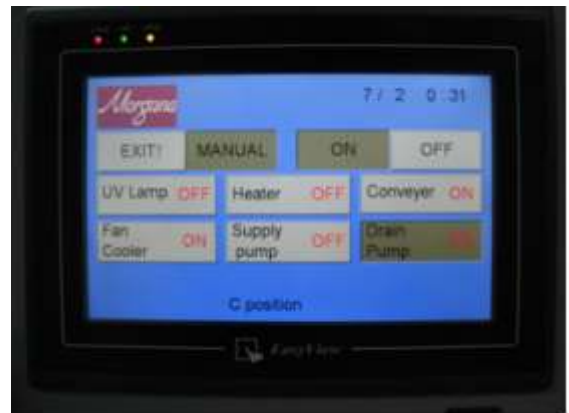 Morgana
7 / 2 0 : 31
EXIT! MANUAL ON OFF
UV Lamp OFF Heater OFF Conveyer ON
Fan Cooler ON Supply pump OFF Drain Pump
C position
EasyView